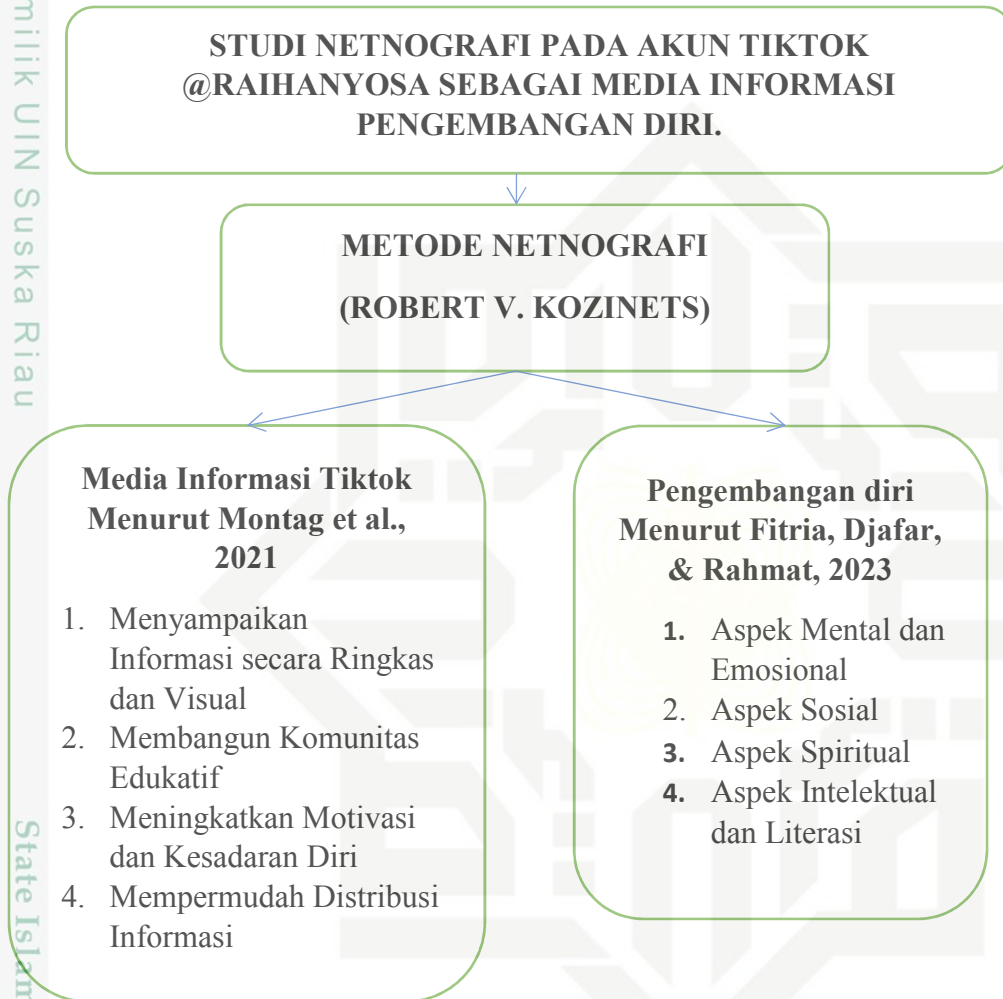 milik UIN Suska Riau
State Islam
STUDI NETNOGRAFI PADA AKUN TIKTOK
@RAIHANYOSA SEBAGAI MEDIA INFORMASI
PENGEMBANGAN DIRI.
METODE NETNOGRAFI
(ROBERT V. KOZINETS)
Media Informasi Tiktok
Menurut Montag et al.,
2021
1. Menyampaikan
Informasi secara Ringkas
dan Visual
2. Membangun Komunitas
Edukatif
3. Meningkatkan Motivasi
dan Kesadaran Diri
4. Mempermudah Distribusi
Informasi
Pengembangan diri
Menurut Fitria, Djafar,
& Rahmat, 2023
1. Aspek Mental dan
Emosional
2. Aspek Sosial
3. Aspek Spiritual
4. Aspek Intelektual
dan Literasi